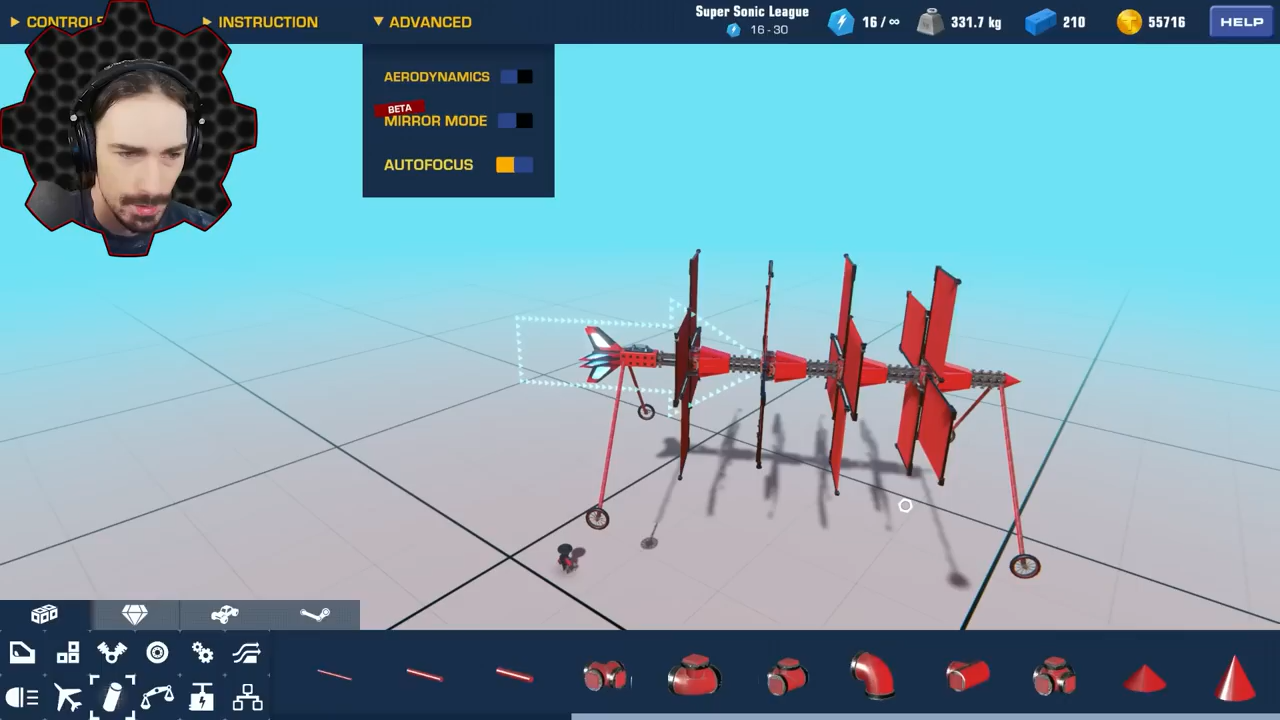 CONTROLS
INSTRUCTION
ADVANCED
Super Sonic League
16 - 30
16 / ∞
331.7 kg
210
55716
HELP
AERODYNAMICS
BETA
MIRROR MODE
AUTOFOCUS